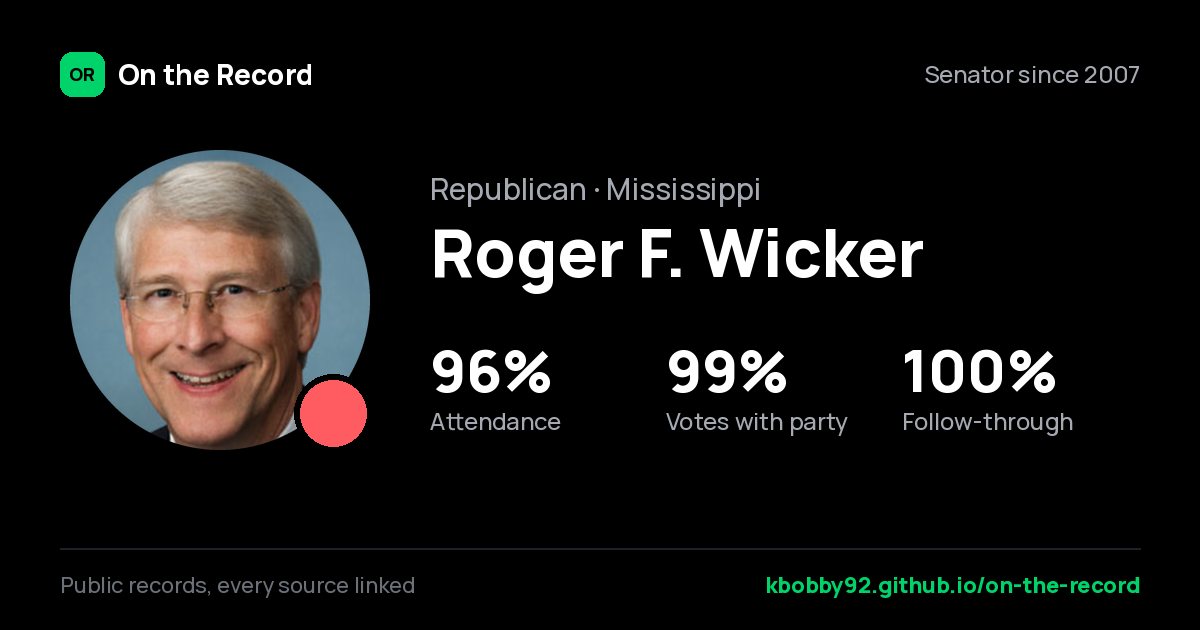 OR On the Record
Senator since 2007
Republican · Mississippi
Roger F. Wicker
96% 99% 100%
Attendance Votes with party Follow-through
Public records, every source linked
kbobby92.github.io/on-the-record